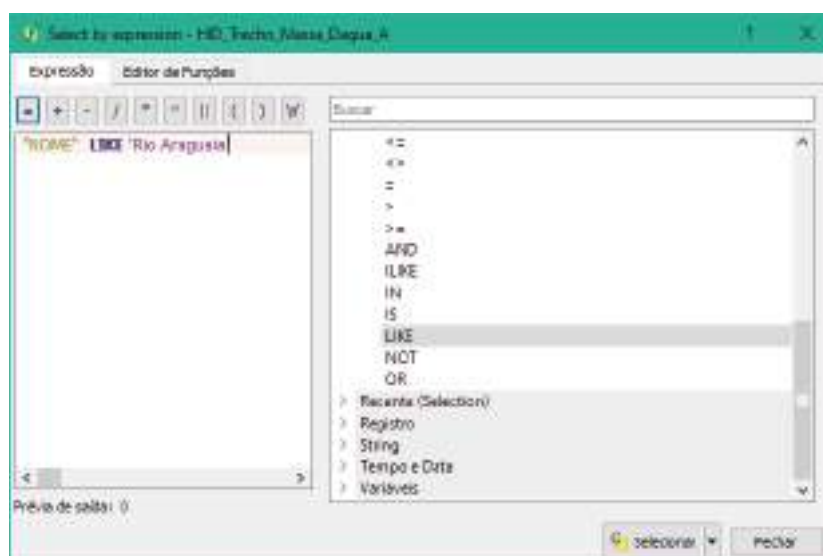 Select by expression - HID_Trecho_Massa_Dagua_A
Expressão Editor de Funções
= + - / * ^ || ( ) '\n'
Buscar
"NOME" LIKE 'Rio Araguaia'
<=
<>
=
>
>=
AND
ILIKE
IN
IS
LIKE
NOT
OR
Recente (Selection)
Registro
String
Tempo e Data
Variáveis
Prévia de saída: 0
Selecionar Fechar